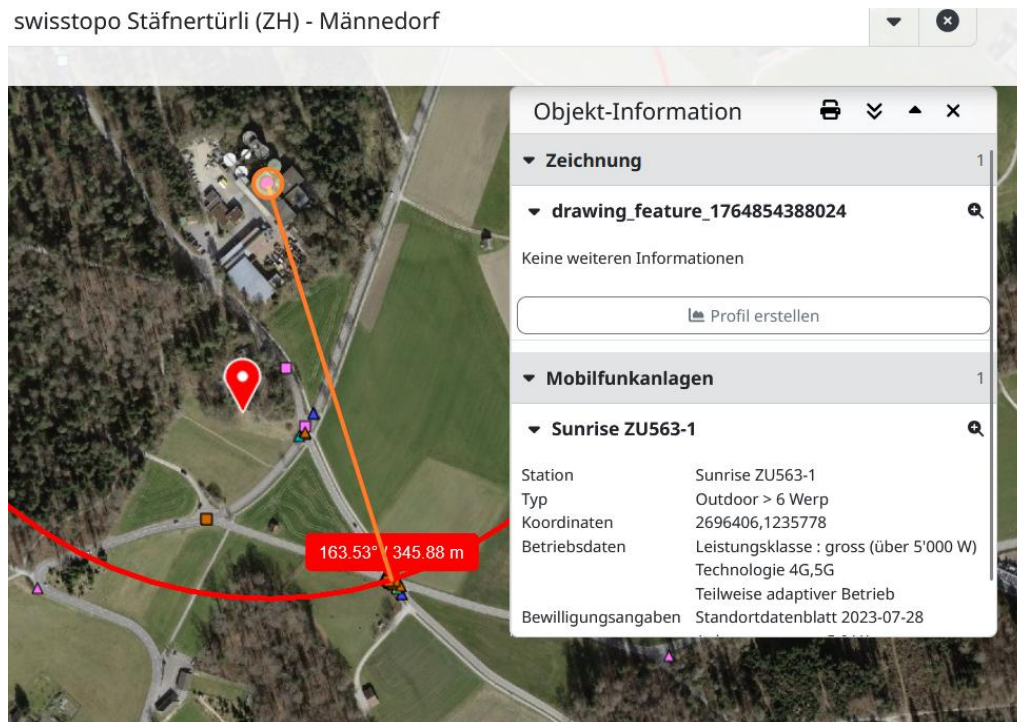 swisstopo Stäfnertürli (ZH) - Männedorf
Objekt-Information
Zeichnung 1
drawing_feature_1764854388024
Keine weiteren Informationen
Profil erstellen
Mobilfunkanlagen 1
Sunrise ZU563-1
Station Sunrise ZU563-1
Typ Outdoor > 6 Werp
Koordinaten 2696406,1235778
Betriebsdaten Leistungsklasse : gross (über 5'000 W)
Technologie 4G,5G
Teilweise adaptiver Betrieb
Bewilligungsangaben Standortdatenblatt 2023-07-28
163.53° / 345.88 m